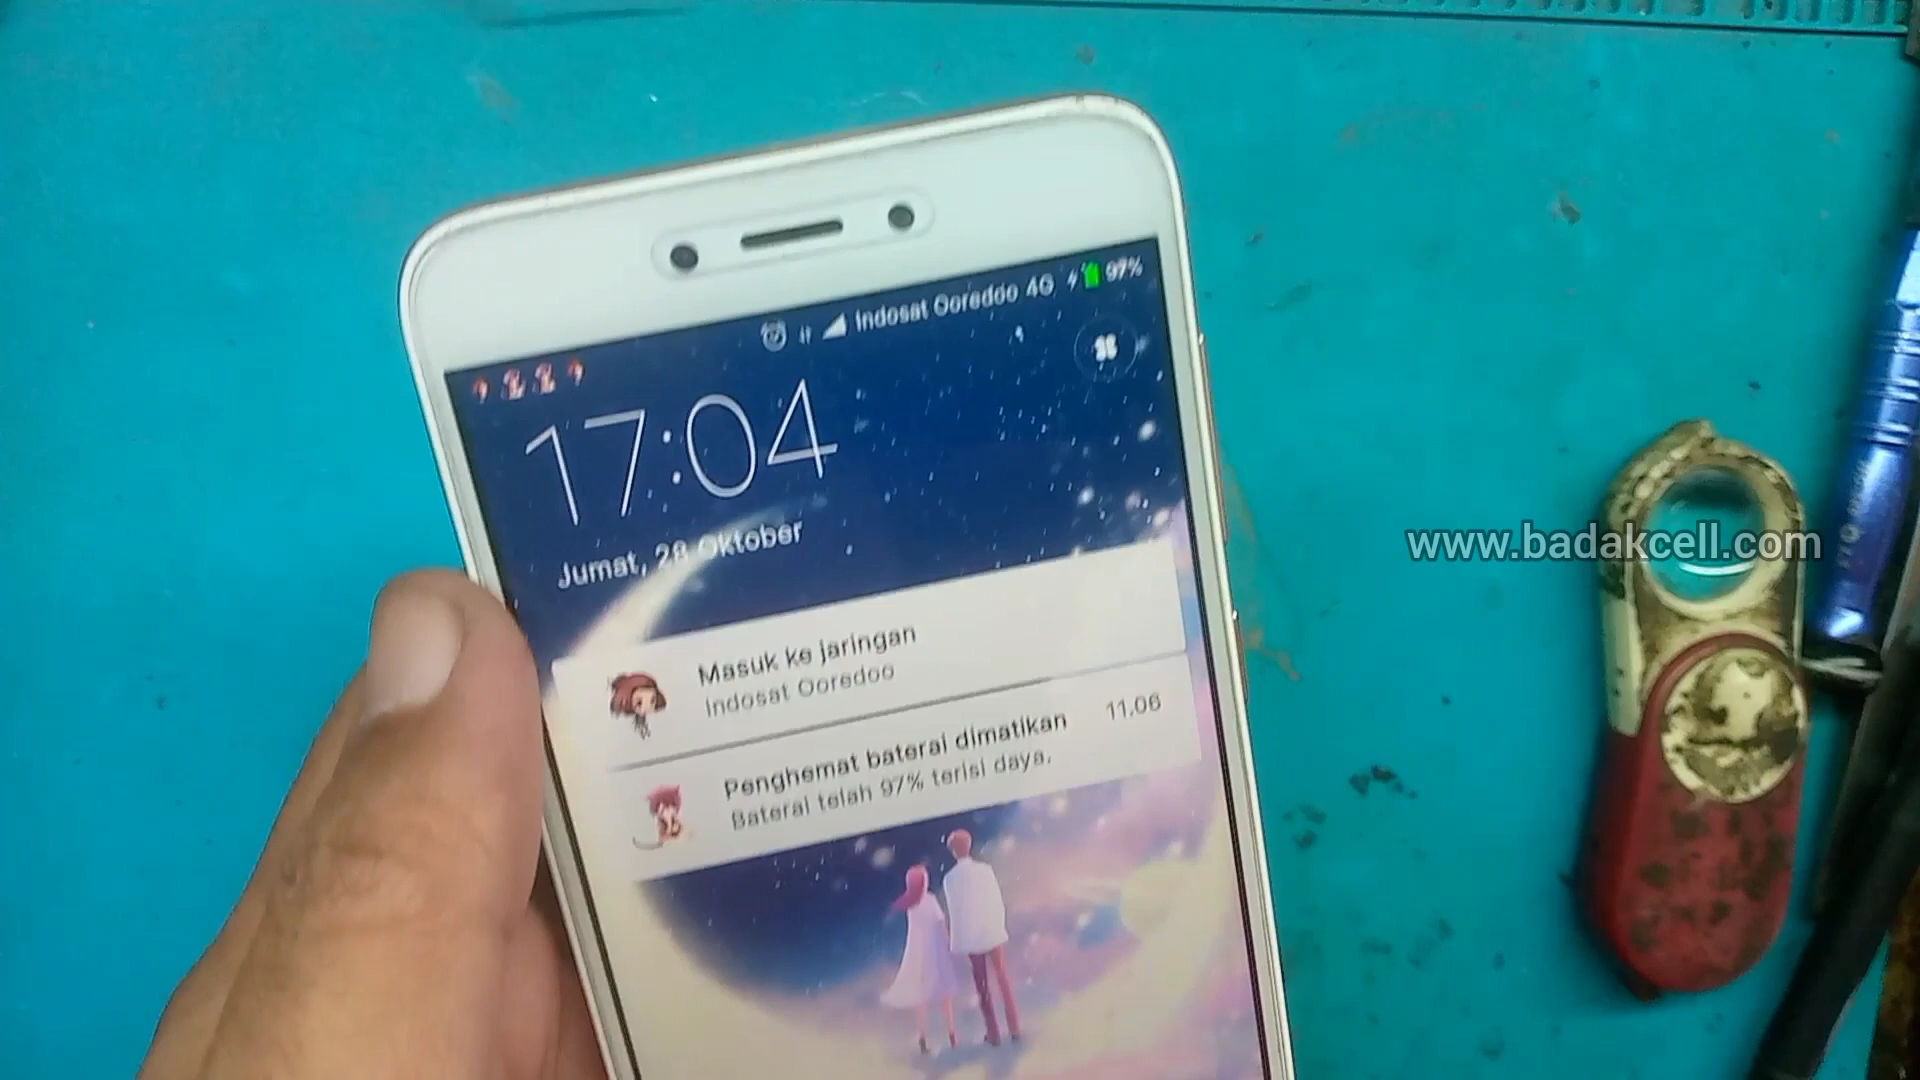 Indosat Ooredoo 4G 97%
17:04
Jumat, 28 Oktober
Masuk ke jaringan
Indosat Ooredoo
Penghemat baterai dimatikan 11.06
Baterai telah 97% terisi daya.
www.badakcell.com